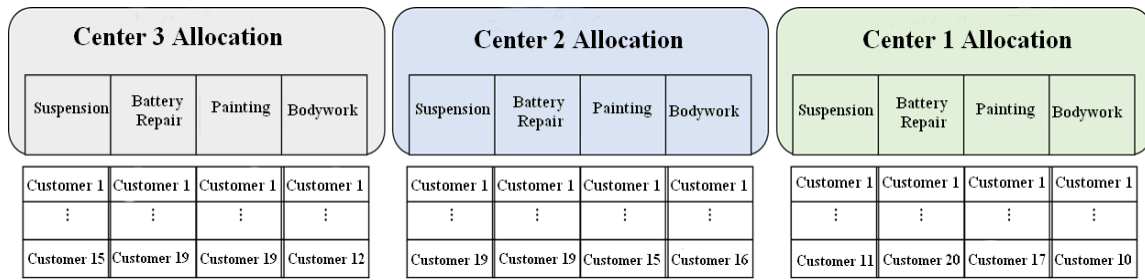 Center 3 Allocation
Center 2 Allocation
Center 1 Allocation
Suspension Battery Repair Painting Bodywork
Suspension Battery Repair Painting Bodywork
Suspension Battery Repair Painting Bodywork
Customer 1 Customer 1 Customer 1 Customer 1
Customer 1 Customer 1 Customer 1 Customer 1
Customer 1 Customer 1 Customer 1 Customer 1
⋮ ⋮ ⋮ ⋮
⋮ ⋮ ⋮ ⋮
⋮ ⋮ ⋮ ⋮
Customer 15 Customer 19 Customer 19 Customer 12
Customer 19 Customer 19 Customer 15 Customer 16
Customer 11 Customer 20 Customer 17 Customer 10